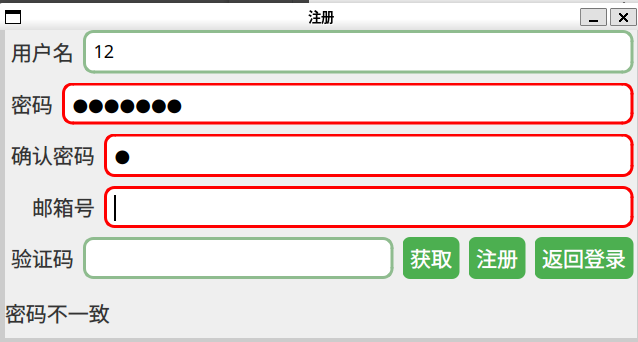 注册
用户名 12
密码 ●●●●●●●
确认密码 ●
邮箱号
验证码 获取 注册 返回登录
密码不一致